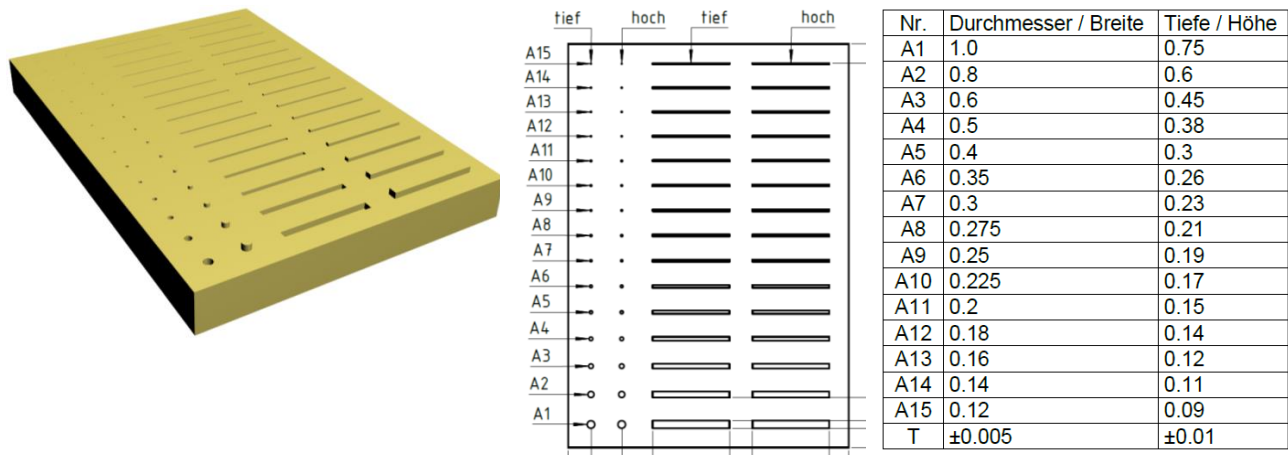 tief hoch tief hoch
A15
A14
A13
A12
A11
A10
A9
A8
A7
A6
A5
A4
A3
A2
A1
Nr. Durchmesser / Breite Tiefe / Höhe
A1 1.0 0.75
A2 0.8 0.6
A3 0.6 0.45
A4 0.5 0.38
A5 0.4 0.3
A6 0.35 0.26
A7 0.3 0.23
A8 0.275 0.21
A9 0.25 0.19
A10 0.225 0.17
A11 0.2 0.15
A12 0.18 0.14
A13 0.16 0.12
A14 0.14 0.11
A15 0.12 0.09
T ±0.005 ±0.01